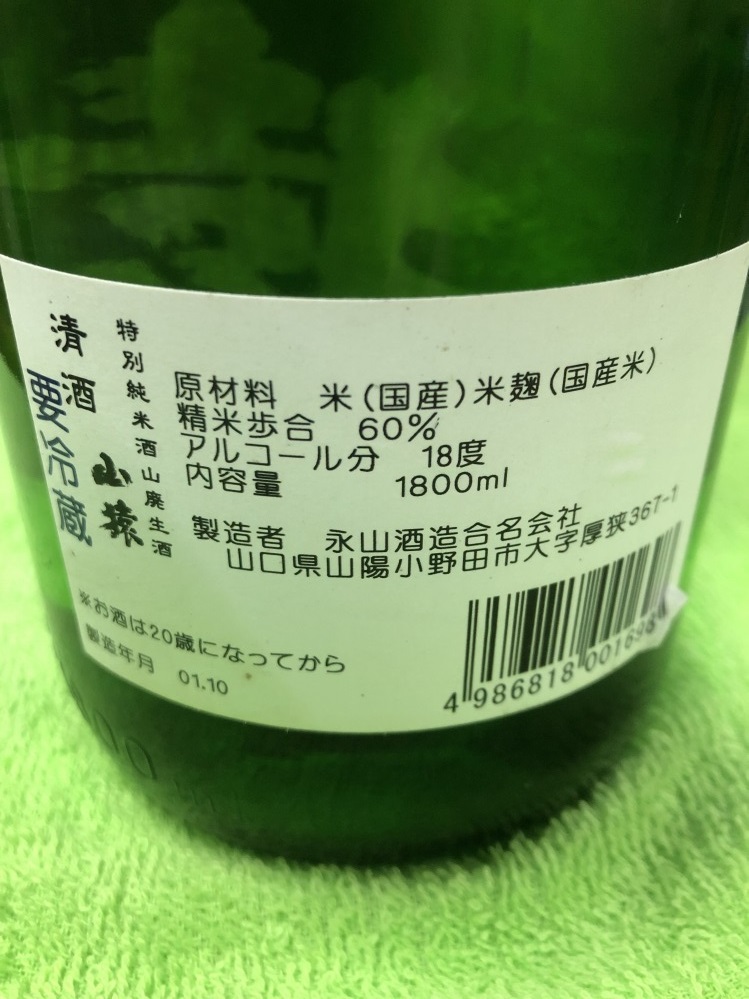 清酒
要冷蔵
特別純米酒山廃生酒
山猿
原材料 米(国産)米麹(国産米)
精米歩合 60%
アルコール分 18度
内容量 1800ml
製造者 永山酒造合名会社
山口県山陽小野田市大字厚狭367-1
※お酒は20歳になってから
製造年月 01.10
4 986818 00169